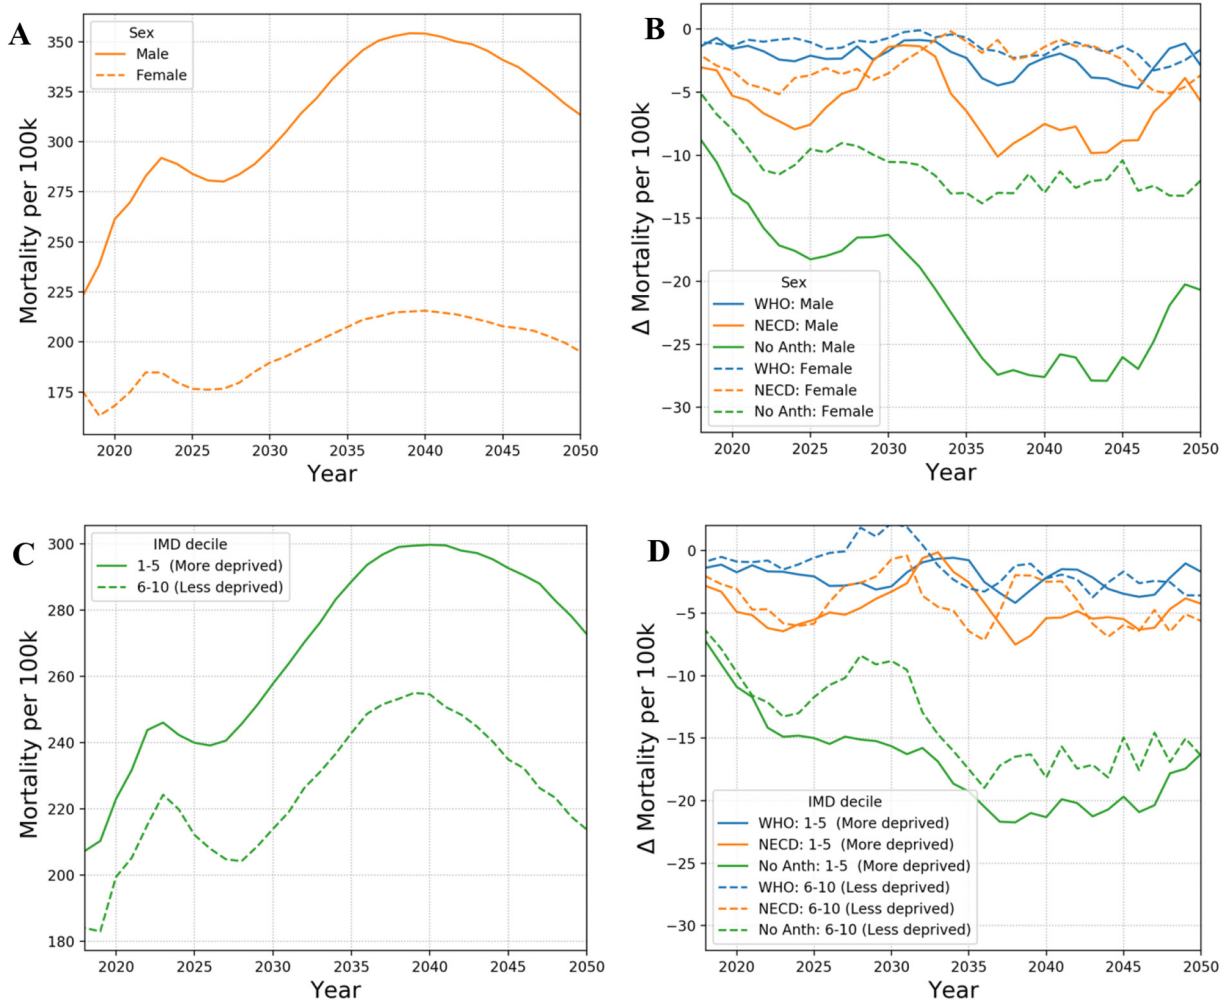 A
Sex
Male
Female
350
325
300
275
250
225
200
175
Mortality per 100k
2020 2025 2030 2035 2040 2045 2050
Year
B
0
−5
−10
−15
−20
−25
−30
Δ Mortality per 100k
Sex
WHO: Male
NECD: Male
No Anth: Male
WHO: Female
NECD: Female
No Anth: Female
2020 2025 2030 2035 2040 2045 2050
Year
C
IMD decile
1-5 (More deprived)
6-10 (Less deprived)
300
280
260
240
220
200
180
Mortality per 100k
2020 2025 2030 2035 2040 2045 2050
Year
D
0
−5
−10
−15
−20
−25
−30
Δ Mortality per 100k
IMD decile
WHO: 1-5 (More deprived)
NECD: 1-5 (More deprived)
No Anth: 1-5 (More deprived)
WHO: 6-10 (Less deprived)
NECD: 6-10 (Less deprived)
No Anth: 6-10 (Less deprived)
2020 2025 2030 2035 2040 2045 2050
Year